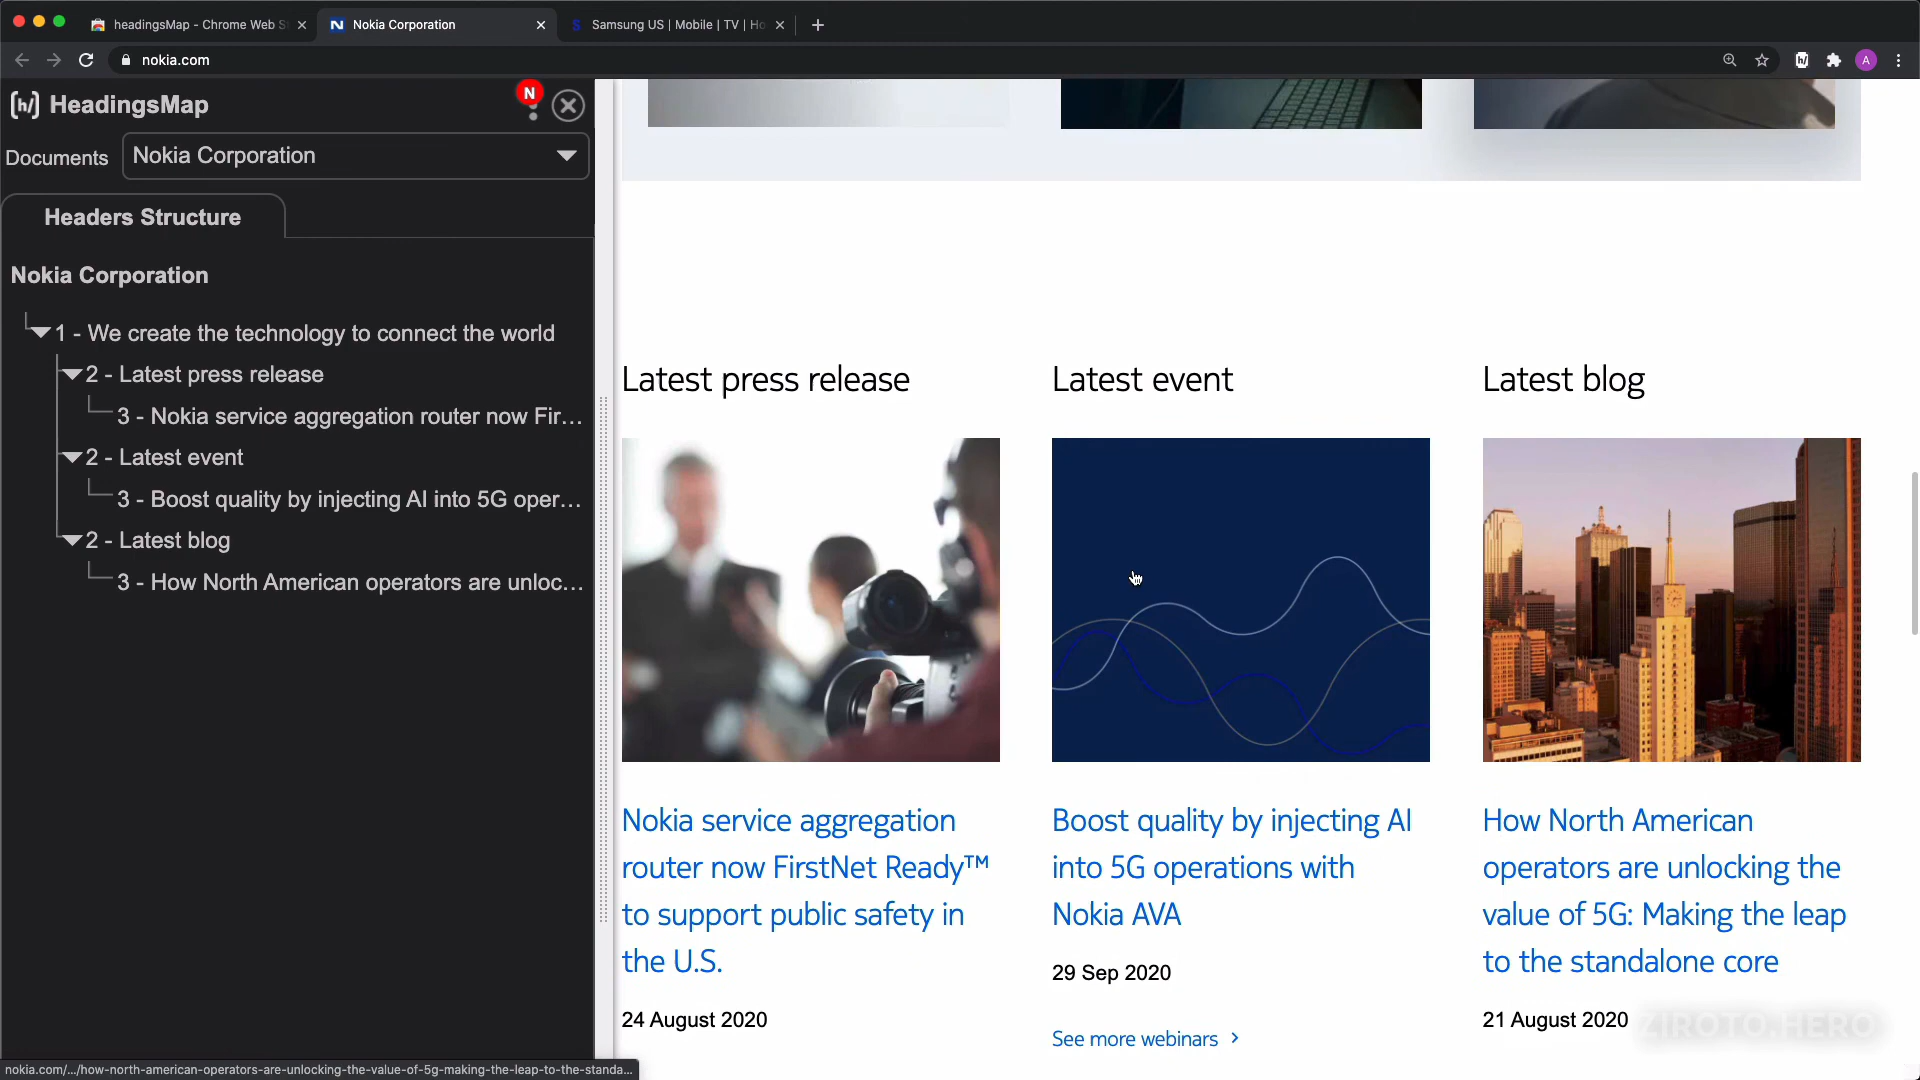 headingsMap - Chrome Web S
Nokia Corporation
S Samsung US | Mobile | TV | Ho
nokia.com
A
[h/] HeadingsMap
N
Documents
Nokia Corporation
Headers Structure
Nokia Corporation
1 - We create the technology to connect the world
2 - Latest press release
3 - Nokia service aggregation router now Fir...
2 - Latest event
3 - Boost quality by injecting AI into 5G oper...
2 - Latest blog
3 - How North American operators are unloc...
Latest press release
Nokia service aggregation
router now FirstNet Ready™
to support public safety in
the U.S.
24 August 2020
Latest event
Boost quality by injecting AI
into 5G operations with
Nokia AVA
29 Sep 2020
See more webinars >
Latest blog
How North American
operators are unlocking the
value of 5G: Making the leap
to the standalone core
21 August 2020
ZIROTO HERO
nokia.com/.../how-north-american-operators-are-unlocking-the-value-of-5g-making-the-leap-to-the-standa...